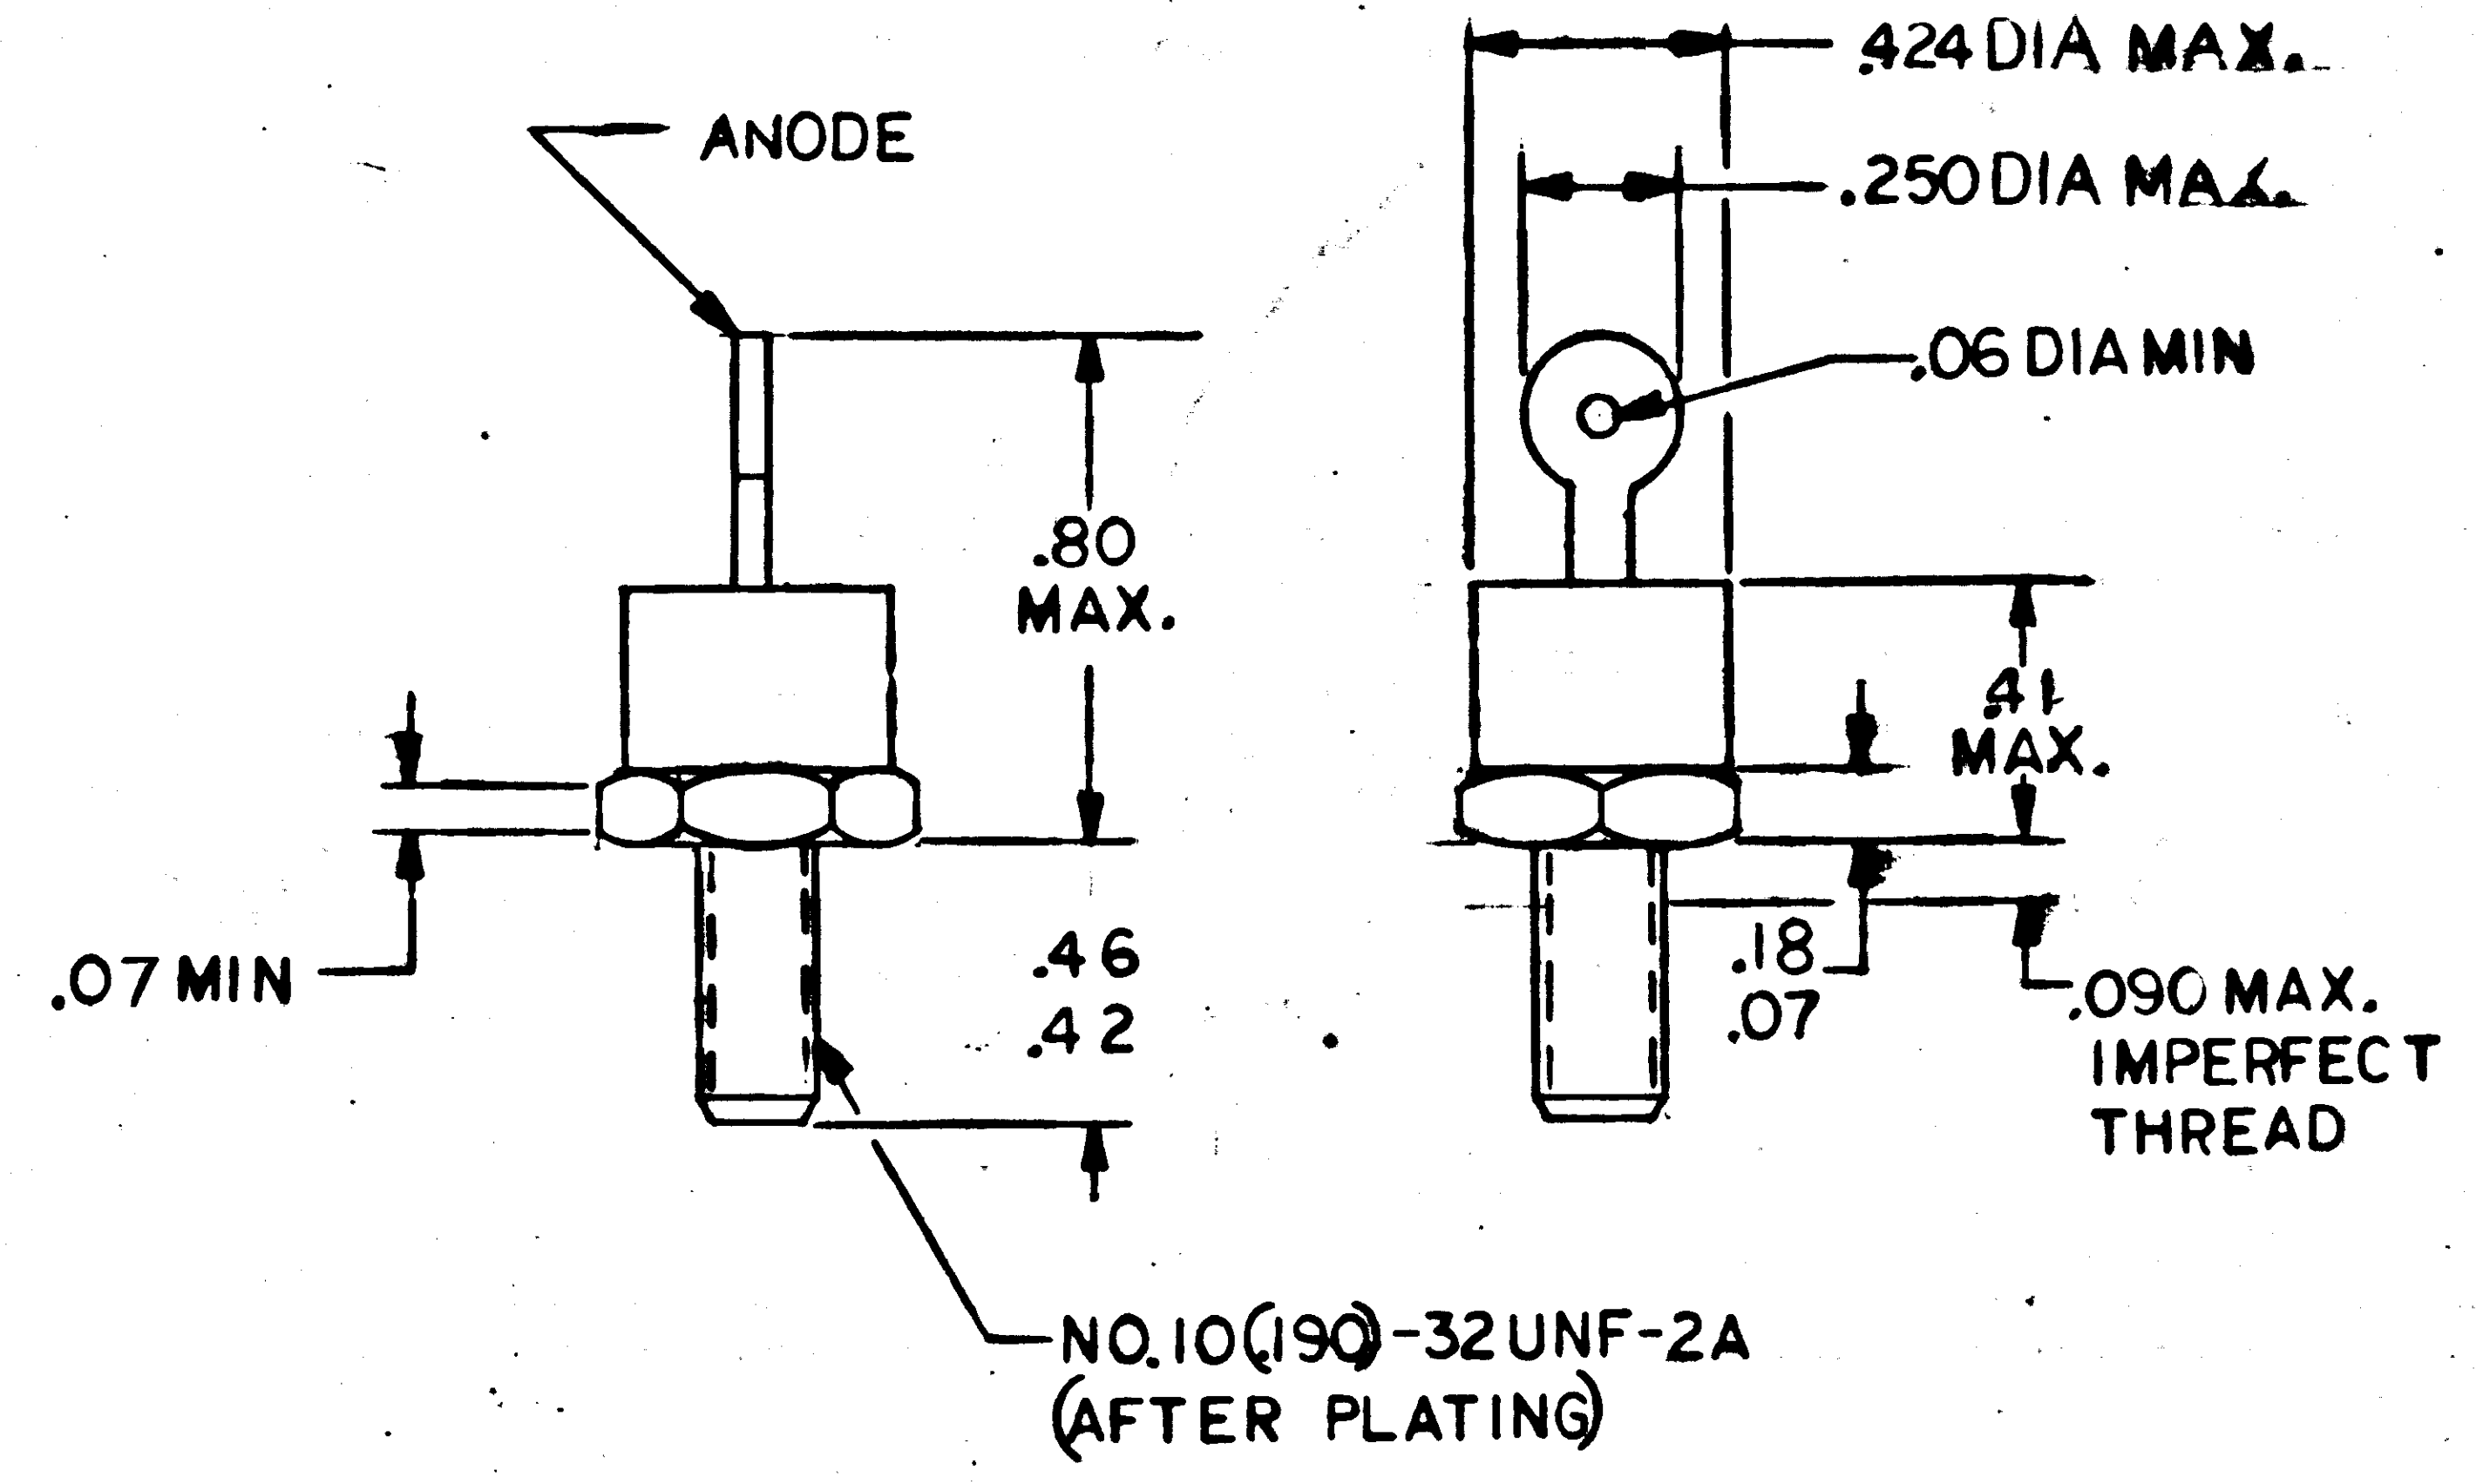 .424 DIA MAX.
ANODE
.250 DIA MAX.
.06 DIA MIN
.80
MAX.
.41
MAX.
.46
.42
.07 MIN
.18
.07
.090 MAX.
IMPERFECT
THREAD
NO.10(.190)-32UNF-2A
(AFTER PLATING)